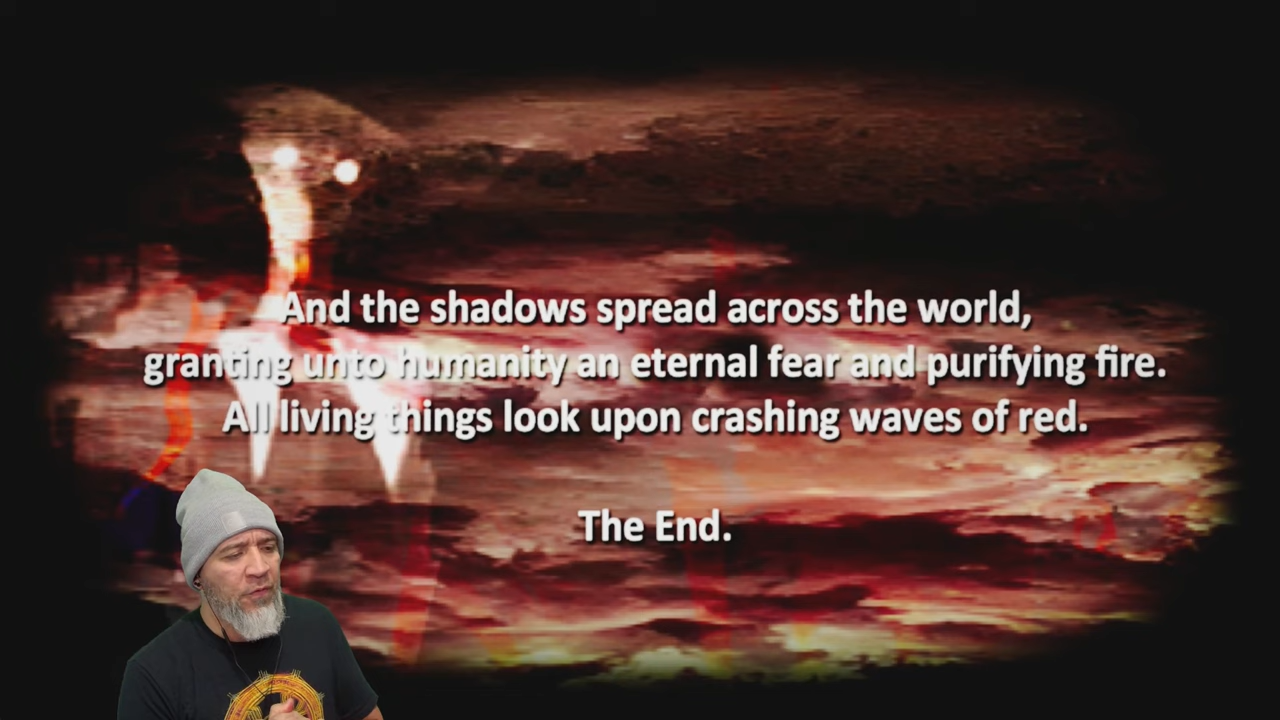 And the shadows spread across the world,
granting unto humanity an eternal fear and purifying fire.
All living things look upon crashing waves of red.
The End.